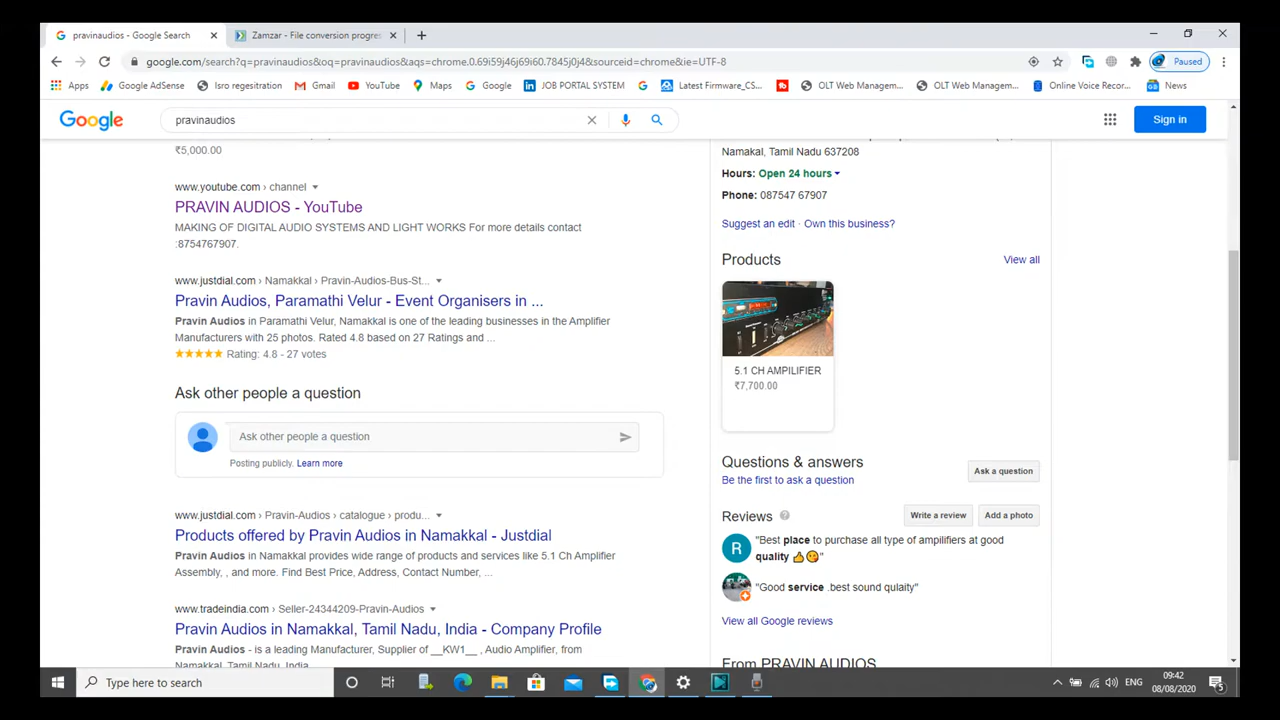 pravinaudios - Google Search
Zamzar - File conversion progres
google.com/search?q=pravinaudios&oq=pravinaudios&aqs=chrome.0.69i59j46j69i60.7845j0j4&sourceid=chrome&ie=UTF-8
Paused
Apps
Google AdSense
Isro regesitration
Gmail
YouTube
Maps
Google
JOB PORTAL SYSTEM
Latest Firmware_CS...
OLT Web Managem...
OLT Web Managem...
Online Voice Recor...
News
Google
pravinaudios
Sign in
₹5,000.00
www.youtube.com › channel
PRAVIN AUDIOS - YouTube
MAKING OF DIGITAL AUDIO SYSTEMS AND LIGHT WORKS For more details contact
:8754767907.
www.justdial.com › Namakkal › Pravin-Audios-Bus-St...
Pravin Audios, Paramathi Velur - Event Organisers in ...
Pravin Audios in Paramathi Velur, Namakkal is one of the leading businesses in the Amplifier
Manufacturers with 25 photos. Rated 4.8 based on 27 Ratings and ...
Rating: 4.8 - 27 votes
Ask other people a question
Ask other people a question
Posting publicly. Learn more
www.justdial.com › Pravin-Audios › catalogue › produ...
Products offered by Pravin Audios in Namakkal - Justdial
Pravin Audios in Namakkal provides wide range of products and services like 5.1 Ch Amplifier
Assembly, , and more. Find Best Price, Address, Contact Number, ...
www.tradeindia.com › Seller-24344209-Pravin-Audios
Pravin Audios in Namakkal, Tamil Nadu, India - Company Profile
Pravin Audios - is a leading Manufacturer, Supplier of __KW1__ , Audio Amplifier, from
Namakkal, Tamil Nadu, India
Namakal, Tamil Nadu 637208
Hours: Open 24 hours
Phone: 087547 67907
Suggest an edit · Own this business?
Products
View all
5.1 CH AMPILIFIER
₹7,700.00
Questions & answers
Be the first to ask a question
Ask a question
Reviews
Write a review
Add a photo
R
"Best place to purchase all type of amplifiers at good
quality 👍😘"
"Good service .best sound qulaity"
View all Google reviews
From PRAVIN AUDIOS
Type here to search
ENG
09:42
08/08/2020
5